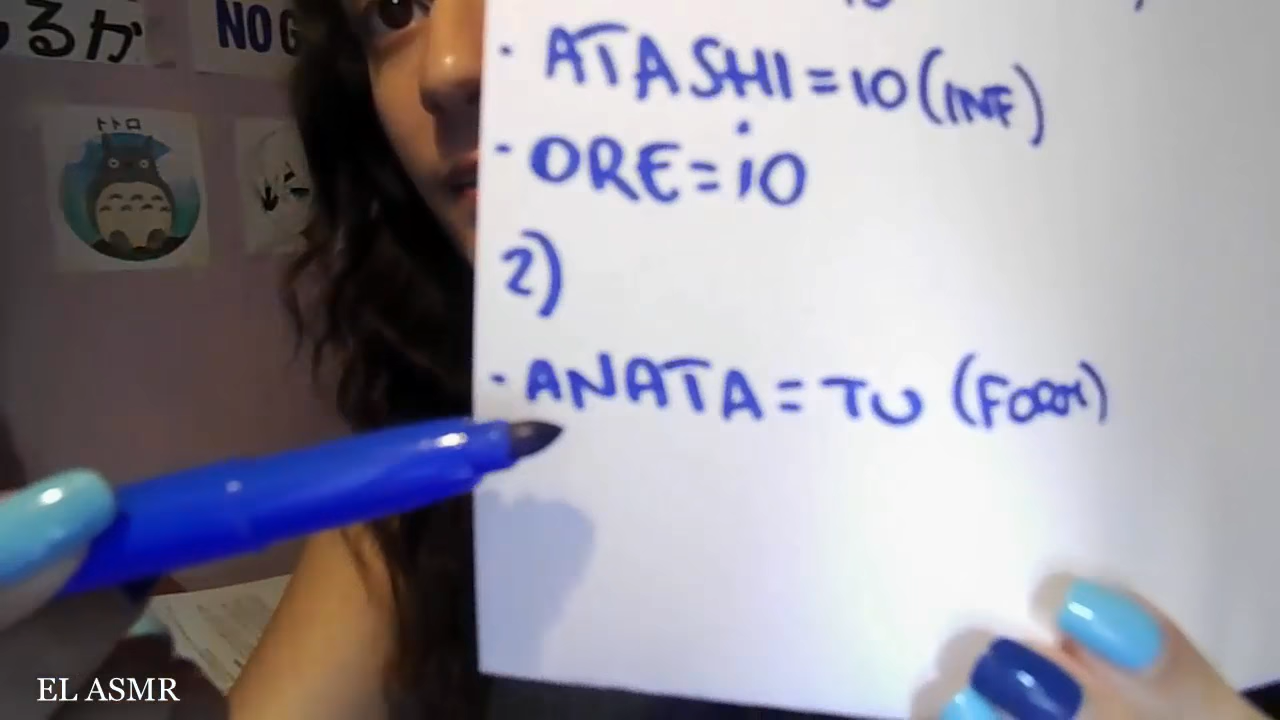 るか
NO G
トトロ
· ATASHI = IO (INF)
- ORE = iO
2)
- ANATA = TU (FORM)
EL ASMR